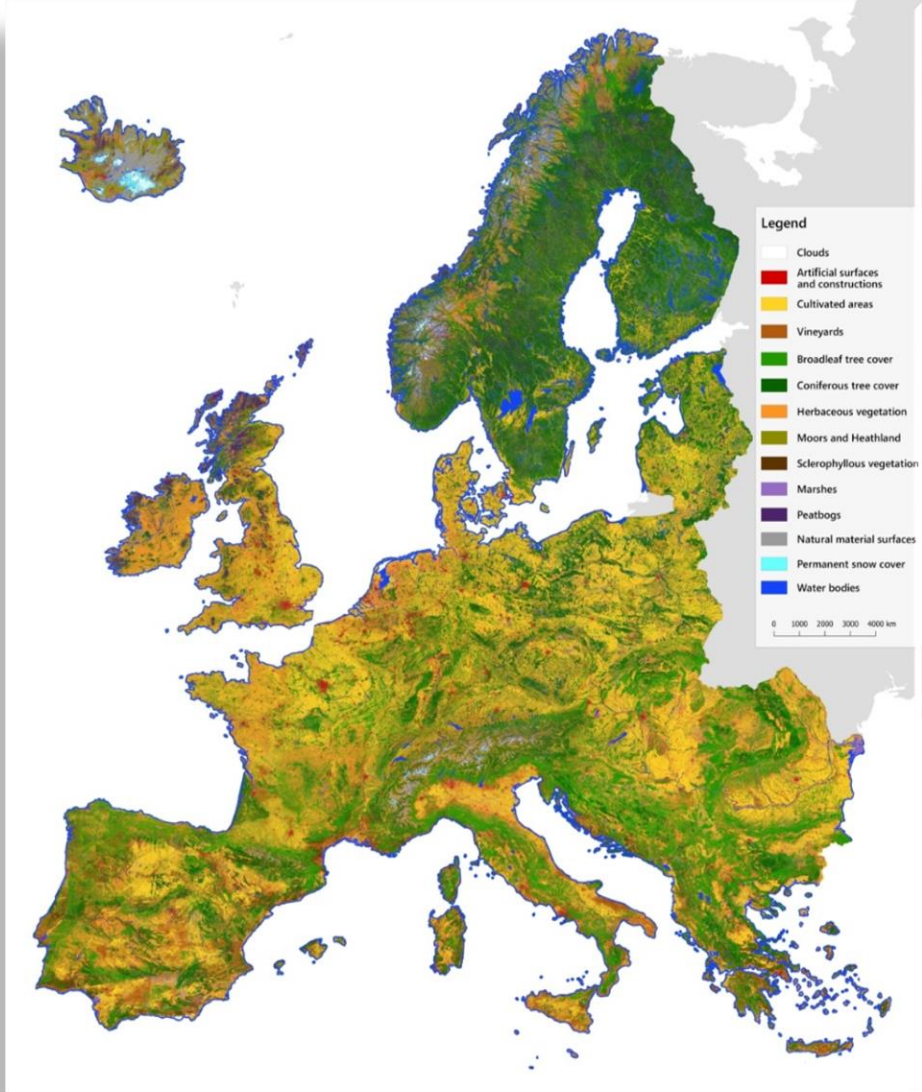 Legend
Clouds
Artificial surfaces
and constructions
Cultivated areas
Vineyards
Broadleaf tree cover
Coniferous tree cover
Herbaceous vegetation
Moors and Heathland
Sclerophyllous vegetation
Marshes
Peatbogs
Natural material surfaces
Permanent snow cover
Water bodies
0 1000 2000 3000 4000 km